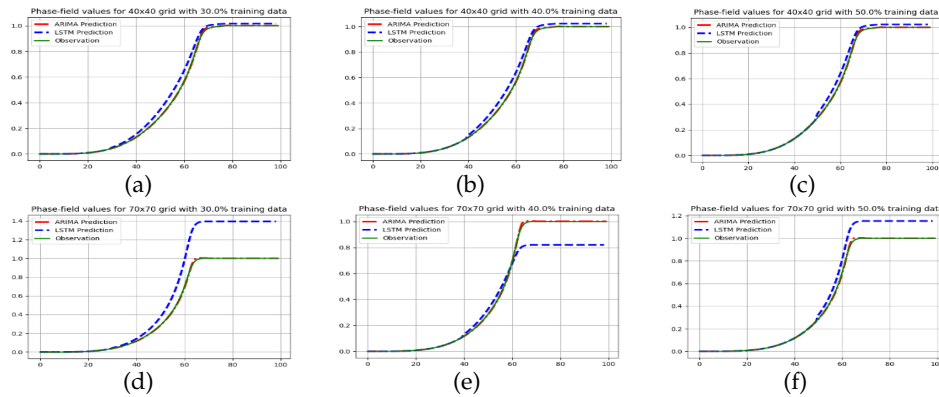 Phase-field values for 40x40 grid with 30.0% training data
ARIMA Prediction
LSTM Prediction
Observation
1.0
0.8
0.6
0.4
0.2
0.0
0 20 40 60 80 100
(a)
Phase-field values for 40x40 grid with 40.0% training data
ARIMA Prediction
LSTM Prediction
Observation
1.0
0.8
0.6
0.4
0.2
0.0
0 20 40 60 80 100
(b)
Phase-field values for 40x40 grid with 50.0% training data
ARIMA Prediction
LSTM Prediction
Observation
1.0
0.8
0.6
0.4
0.2
0.0
0 20 40 60 80 100
(c)
Phase-field values for 70x70 grid with 30.0% training data
ARIMA Prediction
LSTM Prediction
Observation
1.4
1.2
1.0
0.8
0.6
0.4
0.2
0.0
0 20 40 60 80 100
(d)
Phase-field values for 70x70 grid with 40.0% training data
ARIMA Prediction
LSTM Prediction
Observation
1.0
0.8
0.6
0.4
0.2
0.0
0 20 40 60 80 100
(e)
Phase-field values for 70x70 grid with 50.0% training data
ARIMA Prediction
LSTM Prediction
Observation
1.2
1.0
0.8
0.6
0.4
0.2
0.0
0 20 40 60 80 100
(f)